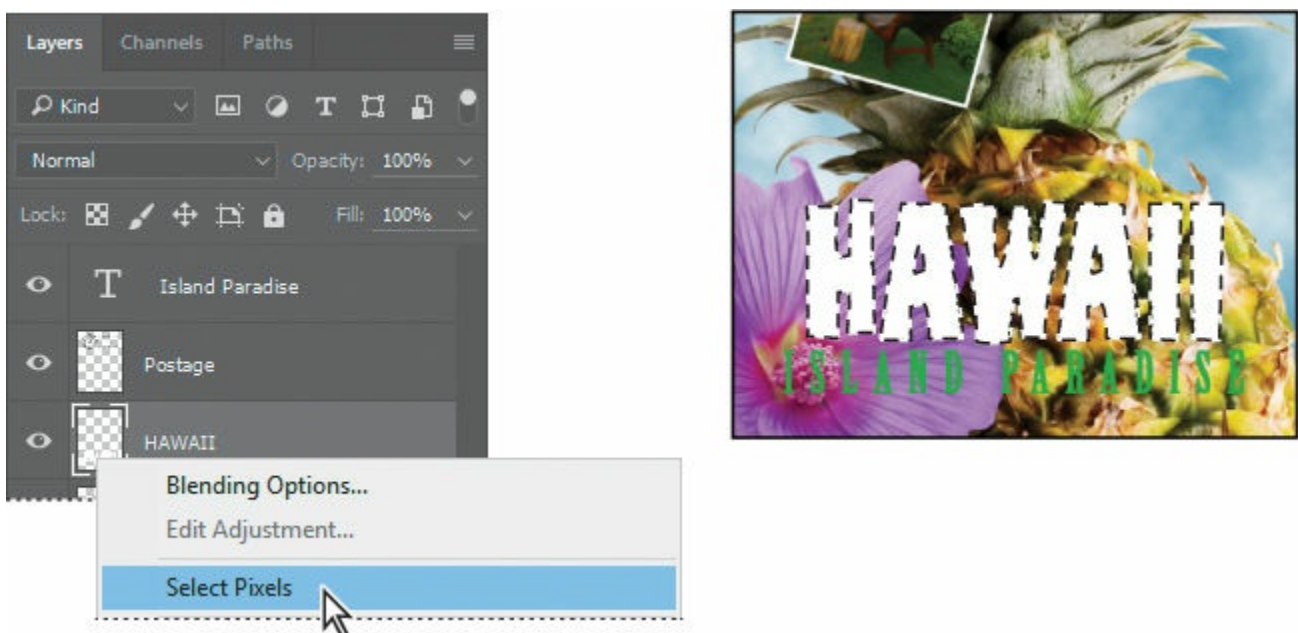 Layers Channels Paths
Kind T
Normal Opacity: 100%
Lock: Fill: 100%
T Island Paradise
Postage
HAWAII
Blending Options...
Edit Adjustment...
Select Pixels
HAWAII
ISLAND PARADISE